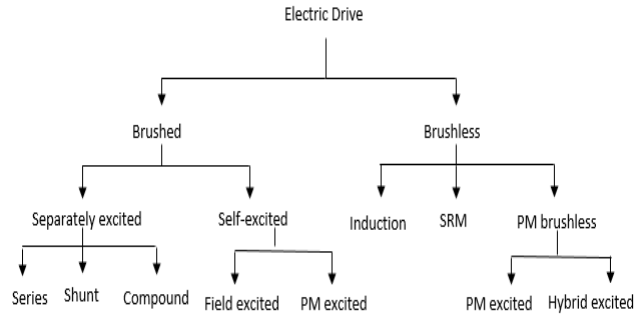 Electric Drive
Brushed
Brushless
Separately excited
Self-excited
Induction
SRM
PM brushless
Series
Shunt
Compound
Field excited
PM excited
PM excited
Hybrid excited